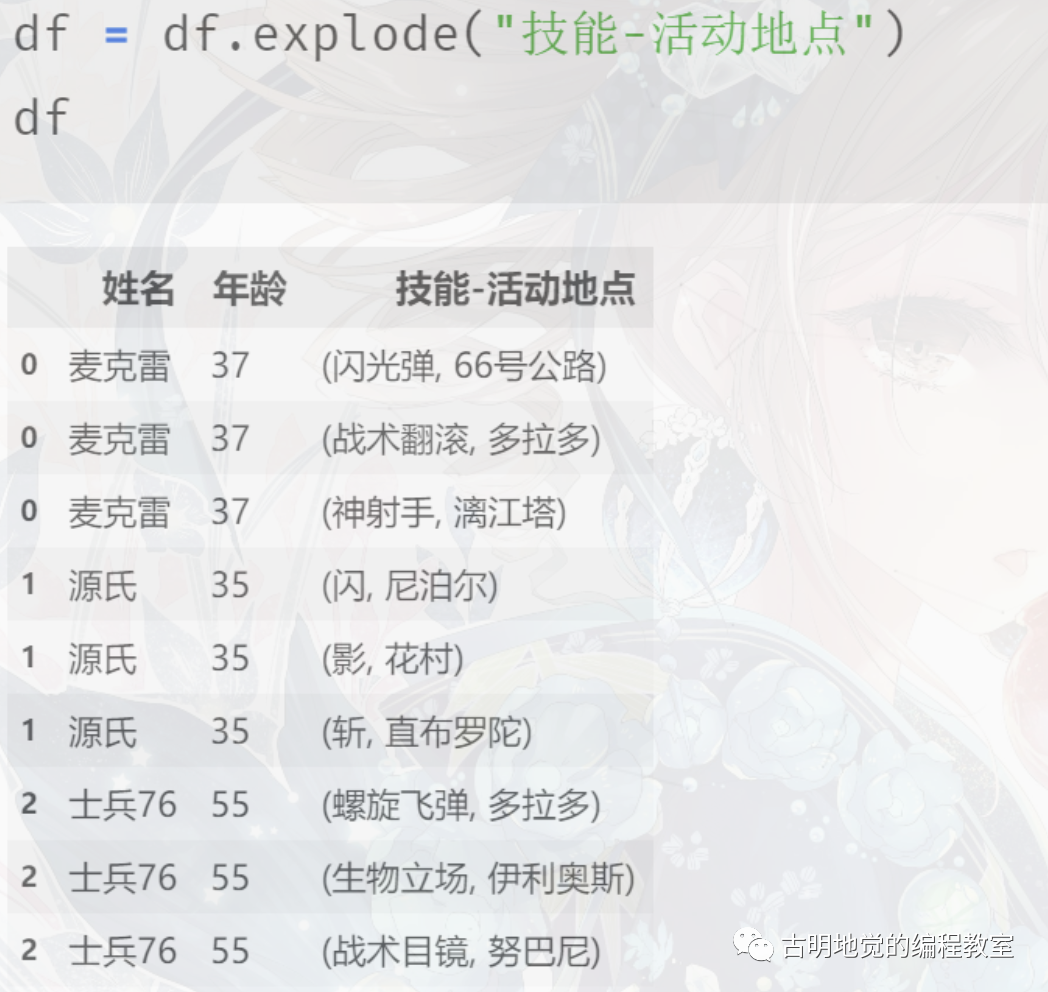 df = df.explode("技能-活动地点")
df
姓名 年龄 技能-活动地点
0 麦克雷 37 (闪光弹, 66号公路)
0 麦克雷 37 (战术翻滚, 多拉多)
0 麦克雷 37 (神射手, 漓江塔)
1 源氏 35 (闪, 尼泊尔)
1 源氏 35 (影, 花村)
1 源氏 35 (斩, 直布罗陀)
2 士兵76 55 (螺旋飞弹, 多拉多)
2 士兵76 55 (生物立场, 伊利奥斯)
2 士兵76 55 (战术目镜, 努巴尼)
古明地觉的编程教室